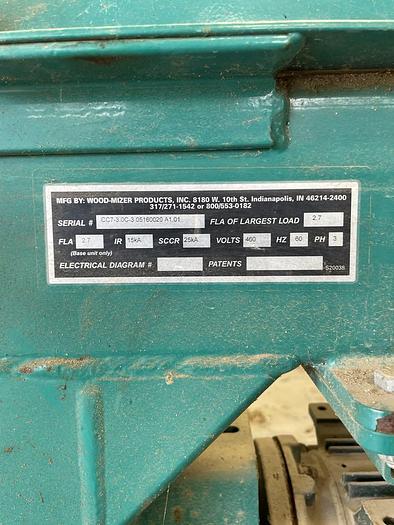 MFG BY: WOOD-MIZER PRODUCTS, INC. 8180 W. 10th St. Indianapolis, IN 46214-2400
317/271-1542 or 800/553-0182
SERIAL # CC7-3.0C-3 05160020 A1.01 FLA OF LARGEST LOAD 2.7
FLA 2.7 IR 15kA SCCR 25kA VOLTS 460 HZ 60 PH 3
(Base unit only)
ELECTRICAL DIAGRAM # PATENTS
S20038